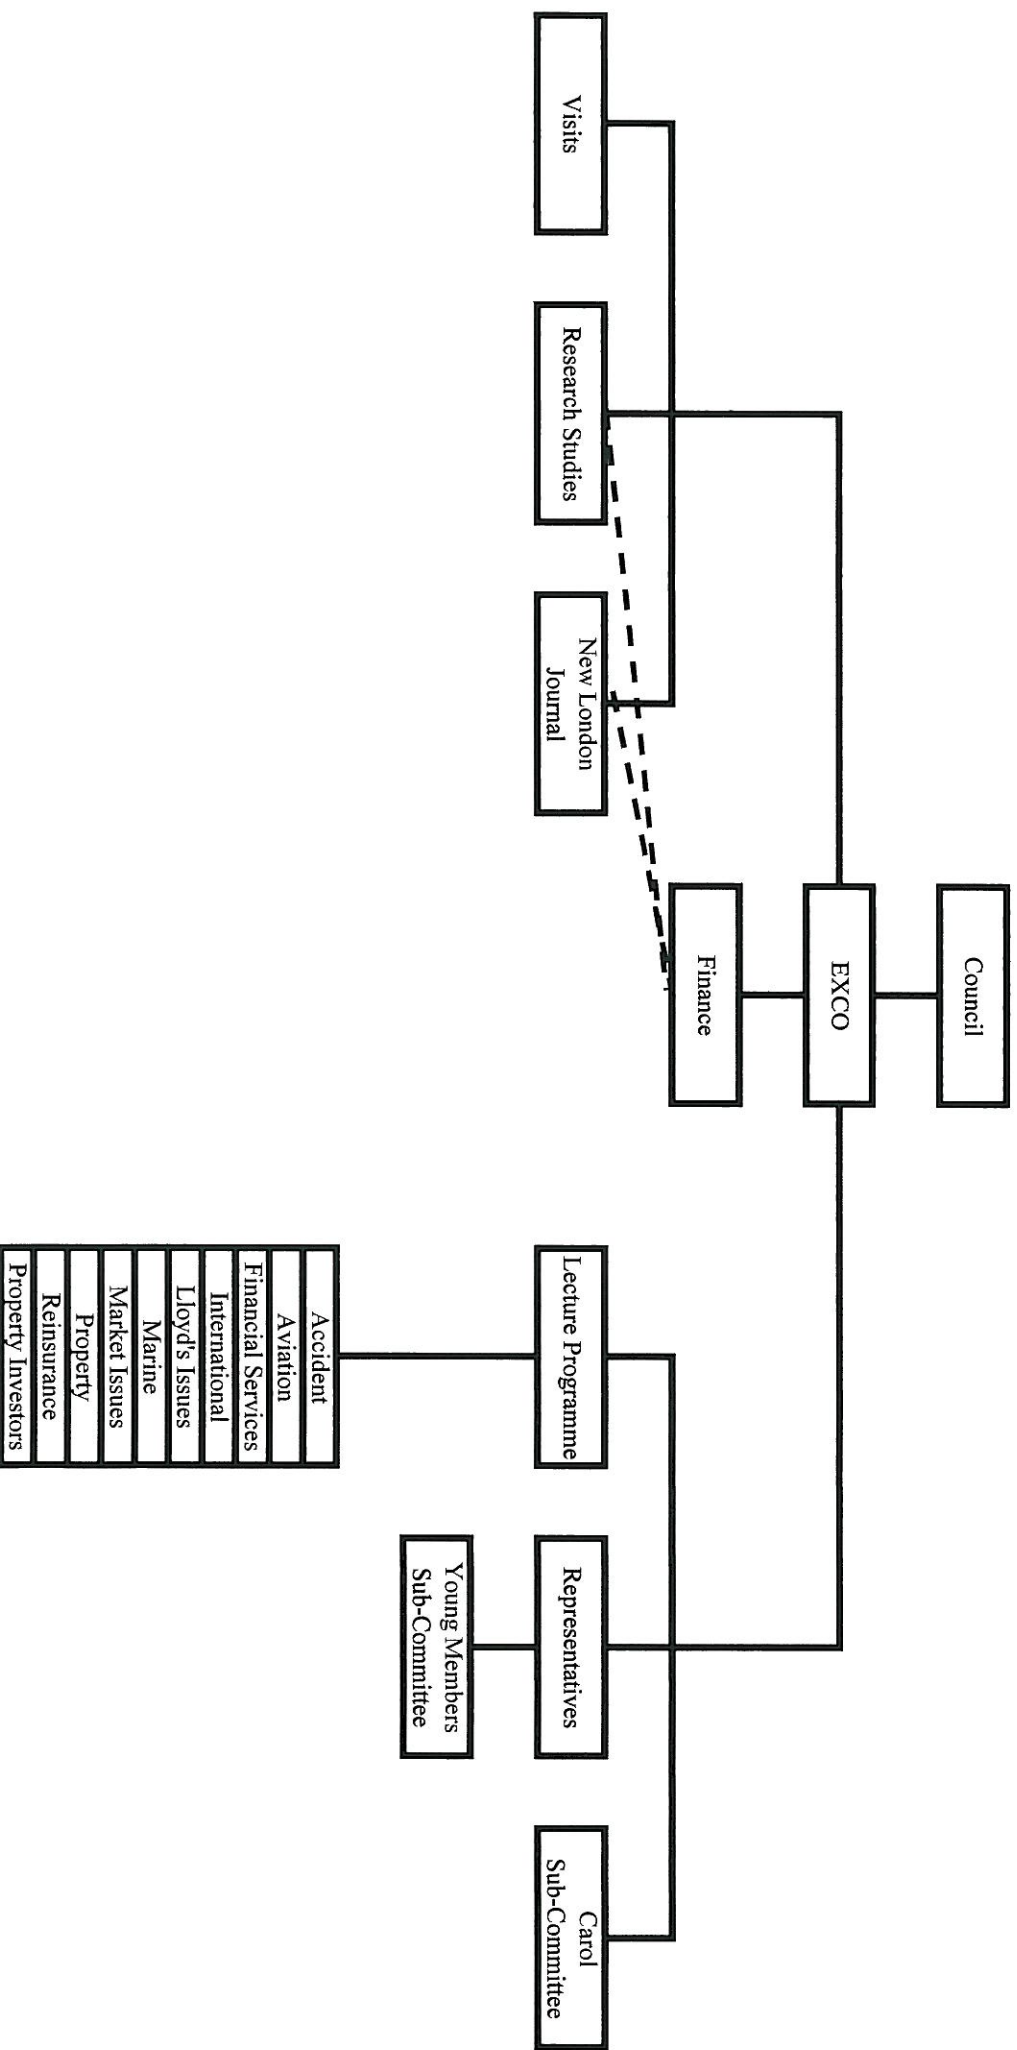 Council
EXCO
Finance
Visits
Research Studies
New London
Journal
Lecture Programme
Representatives
Carol
Sub-Committee
Young Members
Sub-Committee
Accident
Aviation
Financial Services
International
Lloyd's Issues
Marine
Market Issues
Property
Reinsurance
Property Investors